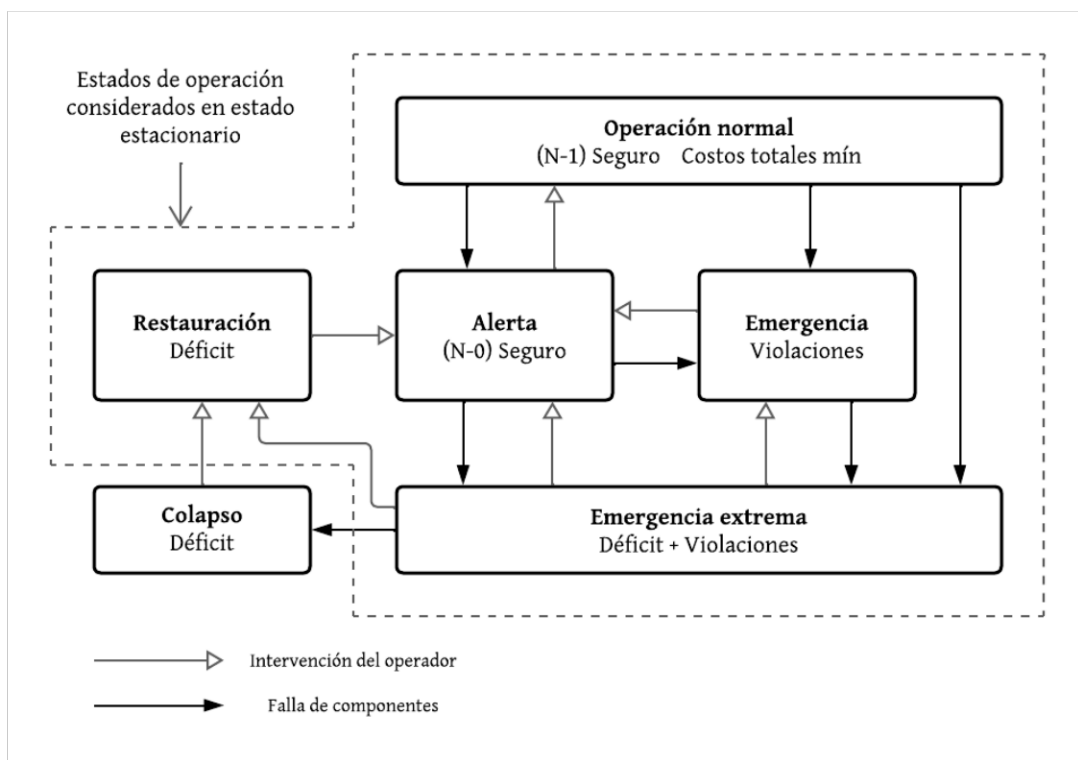 Estados de operación
considerados en estado
estacionario
Operación normal
(N-1) Seguro Costos totales mín
Restauración
Déficit
Alerta
(N-0) Seguro
Emergencia
Violaciones
Colapso
Déficit
Emergencia extrema
Déficit + Violaciones
Intervención del operador
Falla de componentes